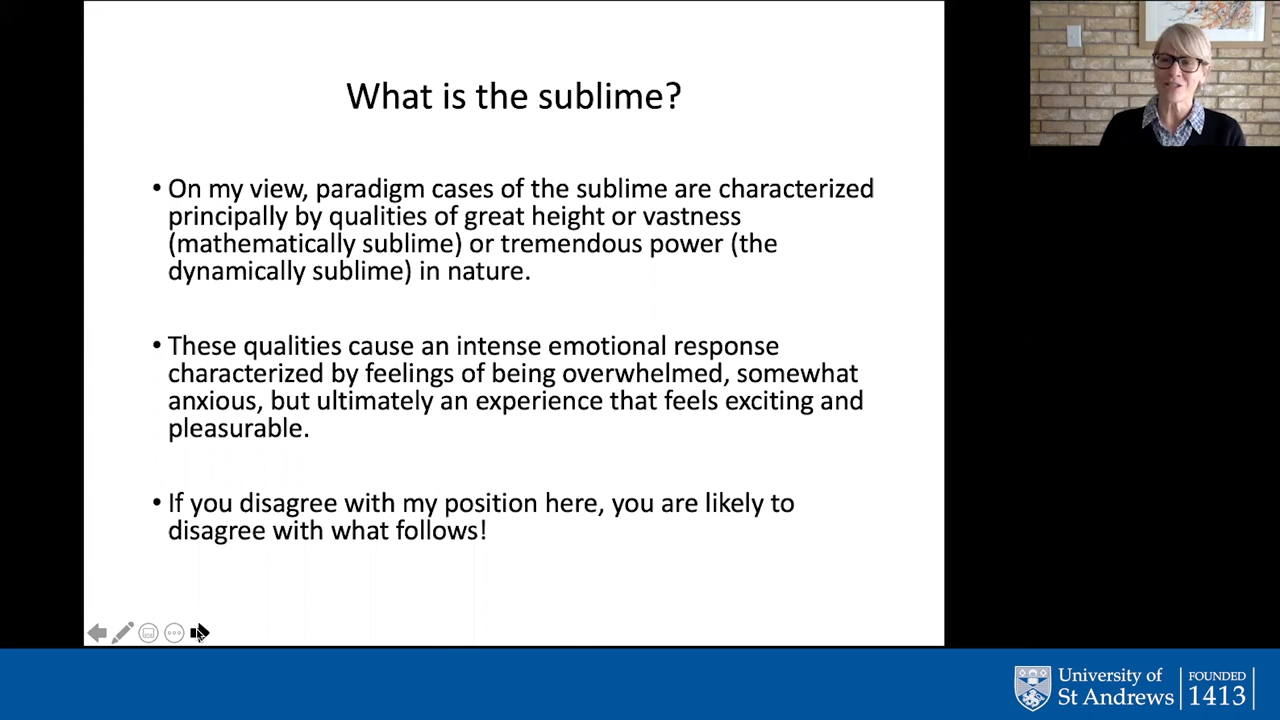 What is the sublime?
• On my view, paradigm cases of the sublime are characterized
principally by qualities of great height or vastness
(mathematically sublime) or tremendous power (the
dynamically sublime) in nature.
• These qualities cause an intense emotional response
characterized by feelings of being overwhelmed, somewhat
anxious, but ultimately an experience that feels exciting and
pleasurable.
• If you disagree with my position here, you are likely to
disagree with what follows!
University of
St Andrews
FOUNDED
1413